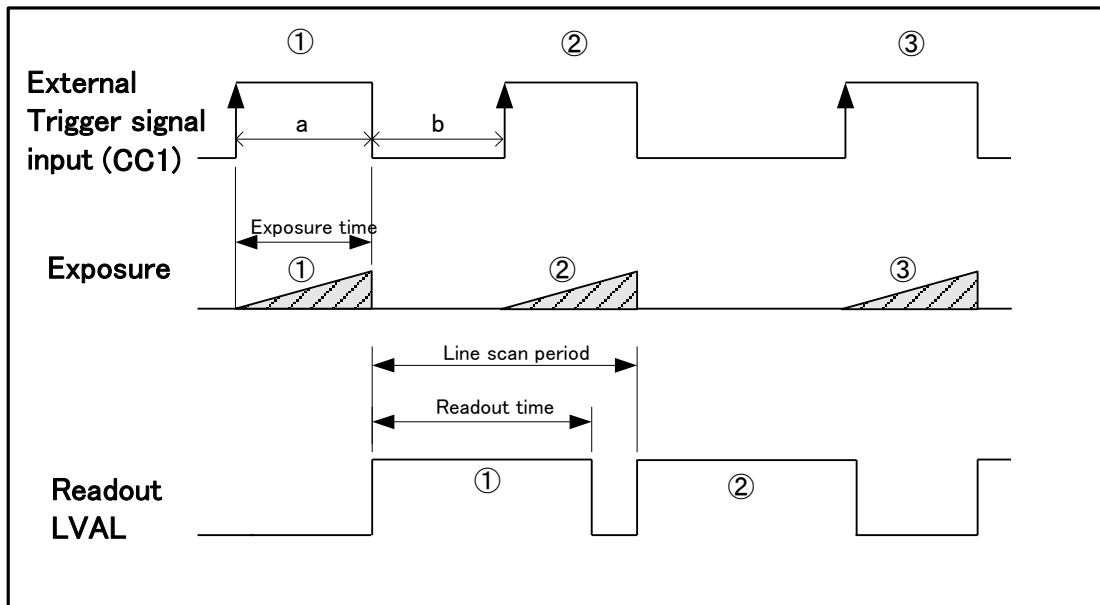 ① ② ③
External
Trigger signal
input (CC1)
a b
Exposure time
Exposure
① ② ③
Line scan period
Readout time
① ②
Readout
LVAL